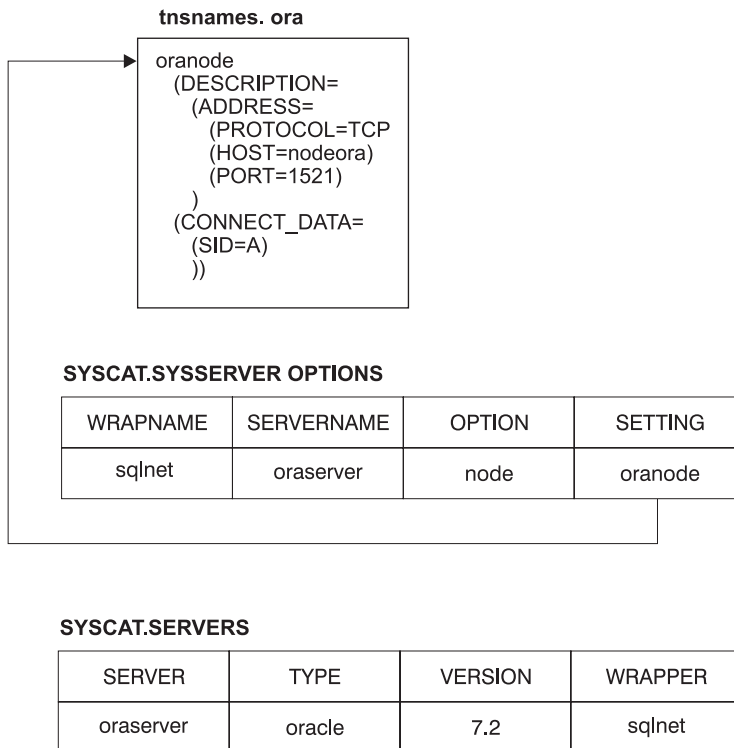 tnsnames. ora
oranode
(DESCRIPTION=
(ADDRESS=
(PROTOCOL=TCP
(HOST=nodeora)
(PORT=1521)
)
(CONNECT_DATA=
(SID=A)
))
SYSCAT.SYSSERVER OPTIONS
WRAPNAME SERVERNAME OPTION SETTING
sqlnet oraserver node oranode
SYSCAT.SERVERS
SERVER TYPE VERSION WRAPPER
oraserver oracle 7.2 sqlnet